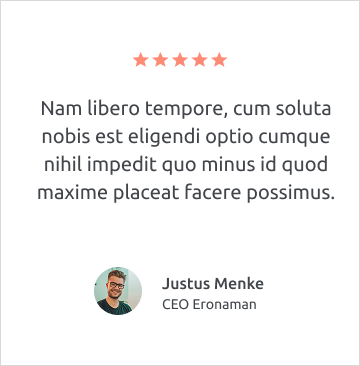 Nam libero tempore, cum soluta
nobis est eligendi optio cumque
nihil impedit quo minus id quod
maxime placeat facere possimus.
Justus Menke
CEO Eronaman